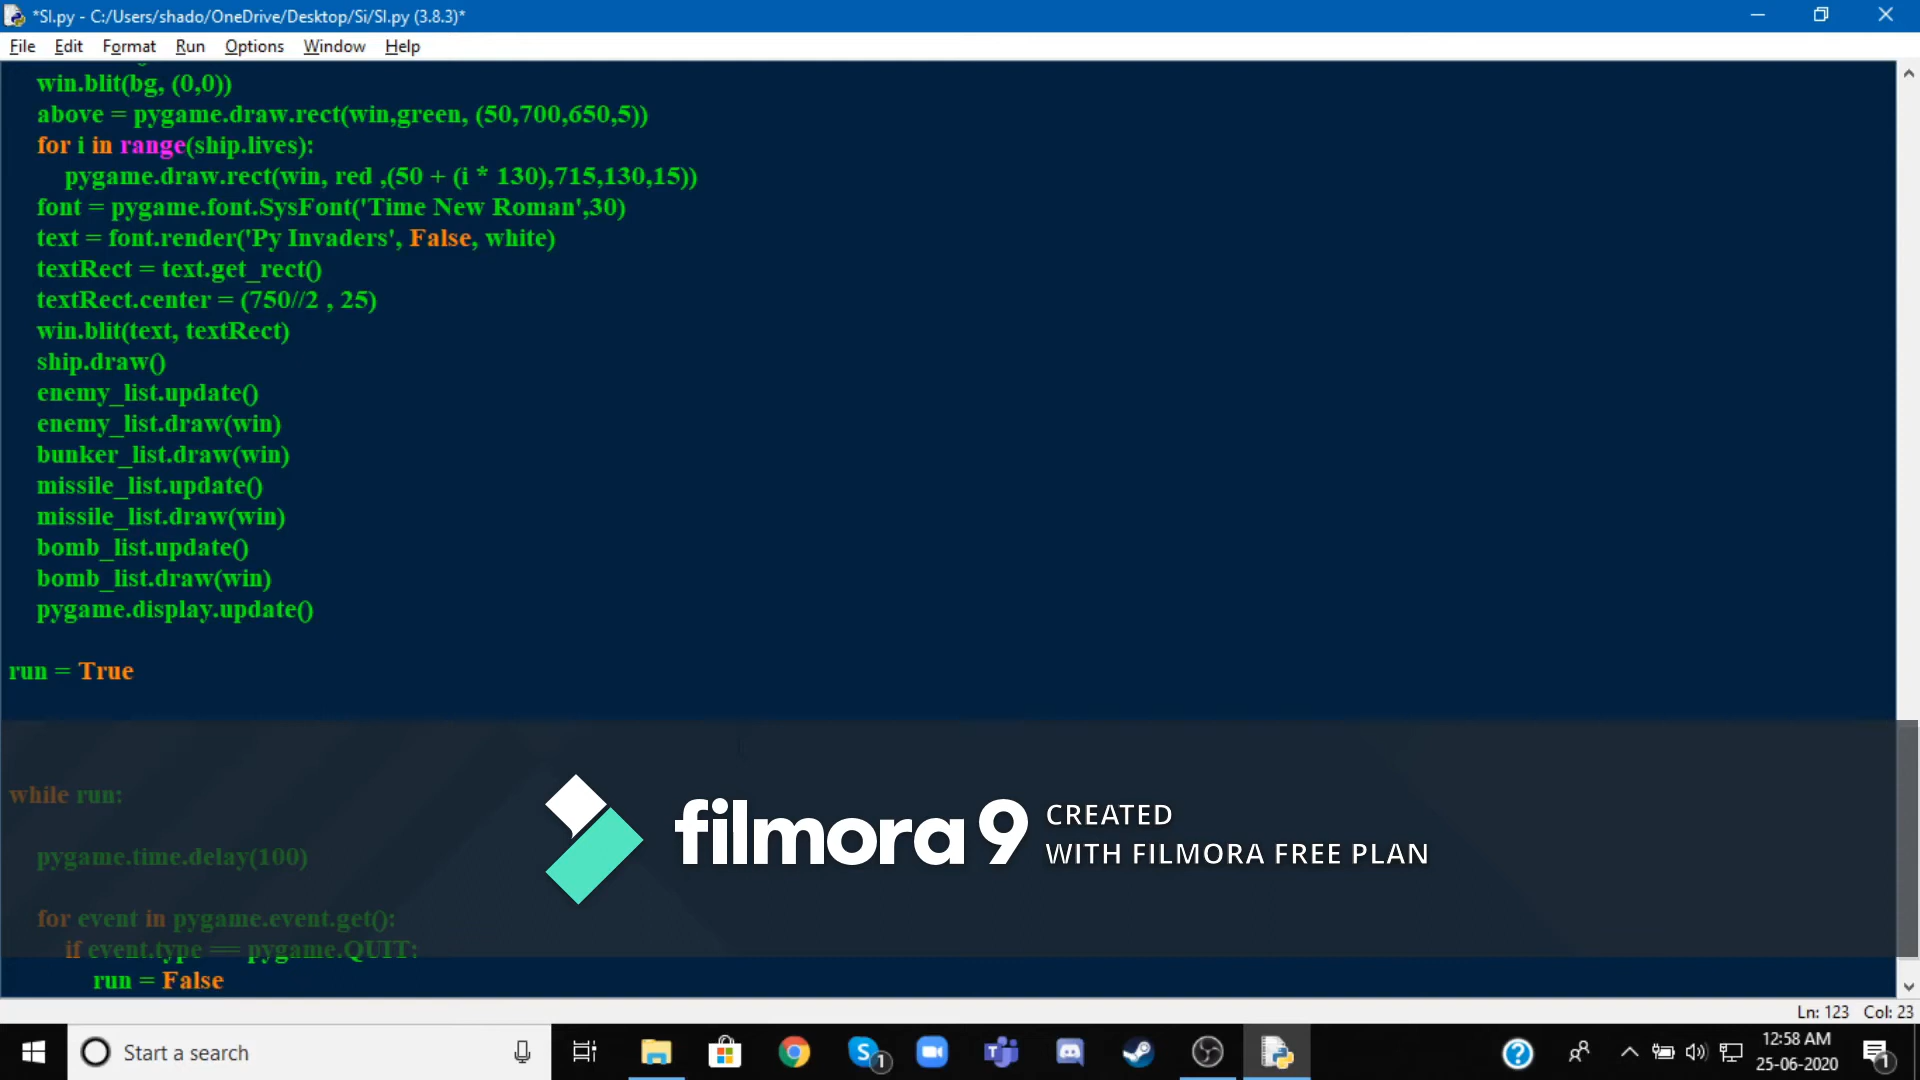 *SI.py - C:/Users/shado/OneDrive/Desktop/Si/SI.py (3.8.3)*
File Edit Format Run Options Window Help
win.blit(bg, (0,0))
above = pygame.draw.rect(win,green, (50,700,650,5))
for i in range(ship.lives):
pygame.draw.rect(win, red ,(50 + (i * 130),715,130,15))
font = pygame.font.SysFont('Time New Roman',30)
text = font.render('Py Invaders', False, white)
textRect = text.get_rect()
textRect.center = (750//2 , 25)
win.blit(text, textRect)
ship.draw()
enemy_list.update()
enemy_list.draw(win)
bunker_list.draw(win)
missile_list.update()
missile_list.draw(win)
bomb_list.update()
bomb_list.draw(win)
pygame.display.update()
run = True
while run:
pygame.time.delay(100)
for event in pygame.event.get():
if event.type == pygame.QUIT:
run = False
filmora 9
CREATED
WITH FILMORA FREE PLAN
Ln: 123 Col: 23
Start a search
1
12:58 AM
25-06-2020
1